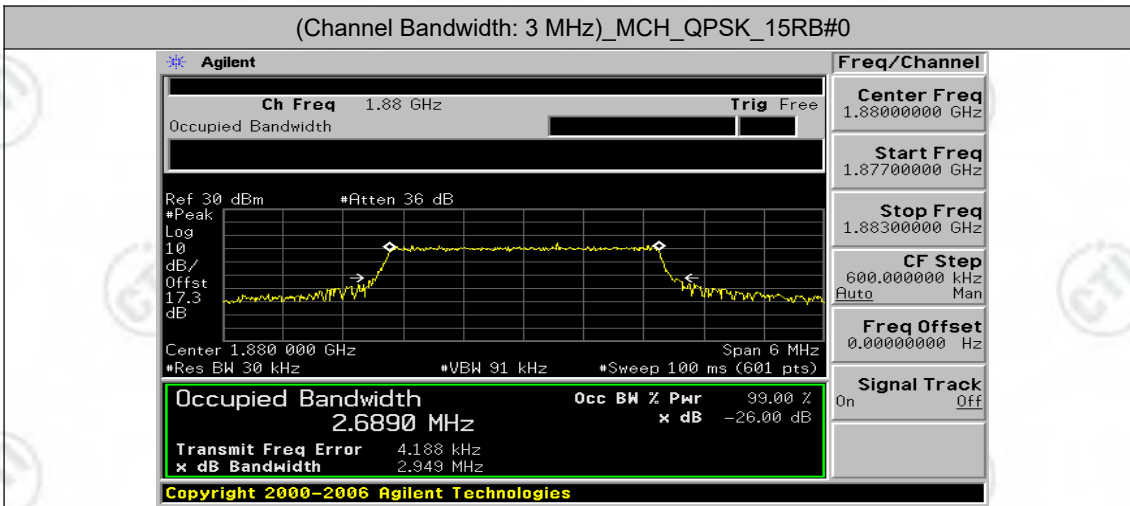 (Channel Bandwidth: 3 MHz)_MCH_QPSK_15RB#0
Agilent
Freq/Channel
Ch Freq 1.88 GHz Trig Free
Occupied Bandwidth
Center Freq
1.88000000 GHz
Start Freq
1.87700000 GHz
Stop Freq
1.88300000 GHz
CF Step
600.000000 kHz
Auto Man
Freq Offset
0.00000000 Hz
Signal Track
On Off
Ref 30 dBm #Atten 36 dB
#Peak
Log
10
dB/
Offst
17.3
dB
Center 1.880 000 GHz Span 6 MHz
#Res BW 30 kHz #VBW 91 kHz #Sweep 100 ms (601 pts)
Occupied Bandwidth Occ BW % Pwr 99.00 %
2.6890 MHz x dB -26.00 dB
Transmit Freq Error 4.188 kHz
x dB Bandwidth 2.949 MHz
Copyright 2000-2006 Agilent Technologies